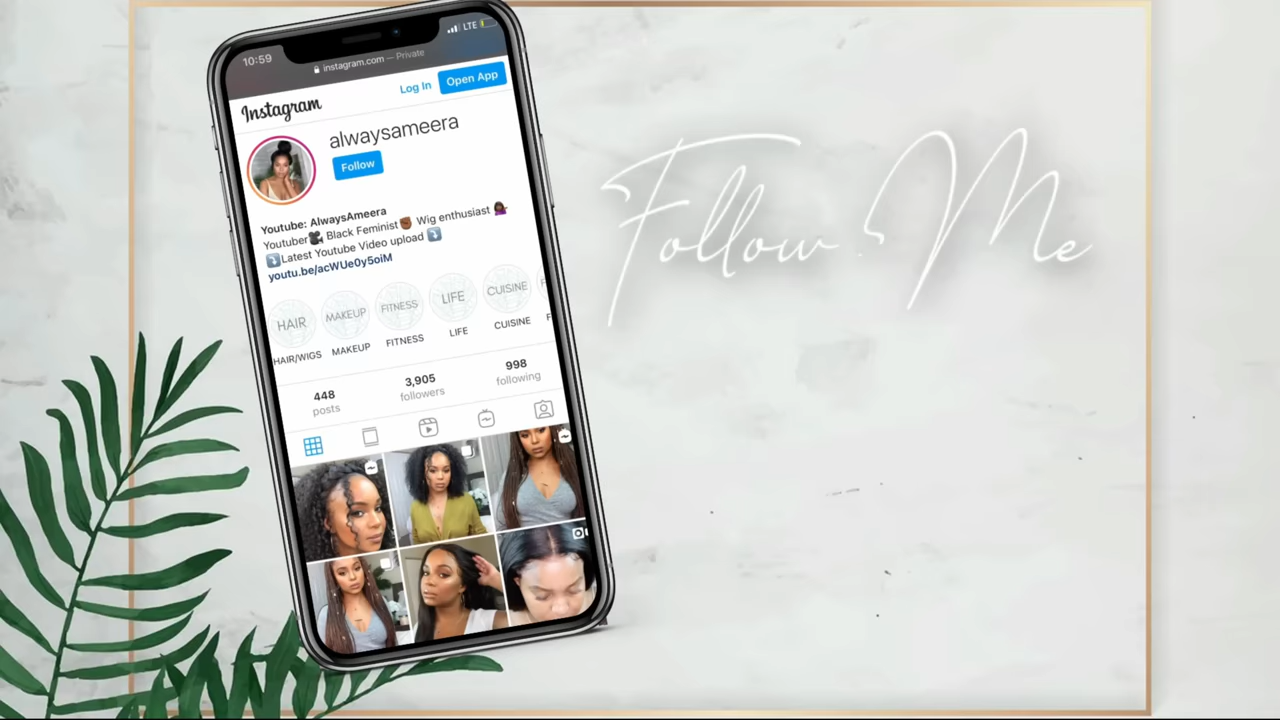 10:59
LTE
instagram.com — Private
Instagram
Log In
Open App
alwaysameera
Follow
Youtube: AlwaysAmeera
Youtuber🎥 Black Feminist✊🏾 Wig enthusiast 💁🏾‍♀️
⤵️Latest Youtube Video upload ⤵️
youtu.be/acWUe0y5oiM
HAIR MAKEUP FITNESS LIFE CUISINE F
HAIR/WIGS MAKEUP FITNESS LIFE CUISINE F
448 3,905 998
posts followers following
Follow Me